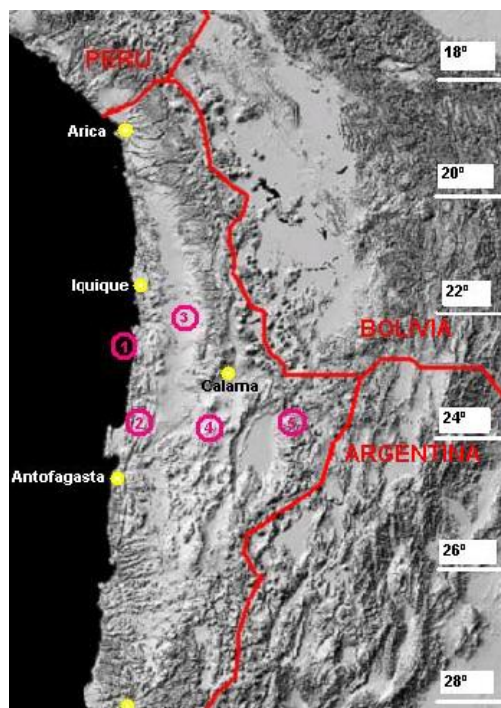 18º
PERU
Arica
20º
Iquique
22º
3
BOLIVIA
1
Calama
2
4
5
24º
ARGENTINA
Antofagasta
26º
28º